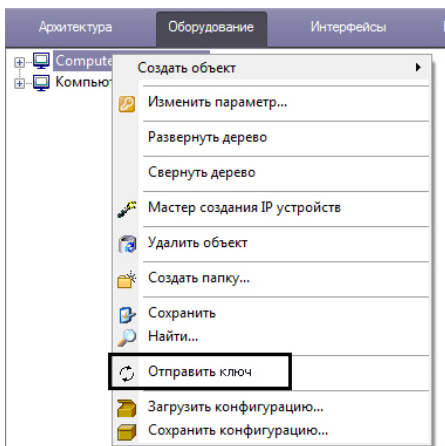 Архитектура Оборудование Интерфейсы
Compute
Компью
Создать объект
Изменить параметр...
Развернуть дерево
Свернуть дерево
Мастер создания IP устройств
Удалить объект
Создать папку...
Сохранить
Найти...
Отправить ключ
Загрузить конфигурацию...
Сохранить конфигурацию...